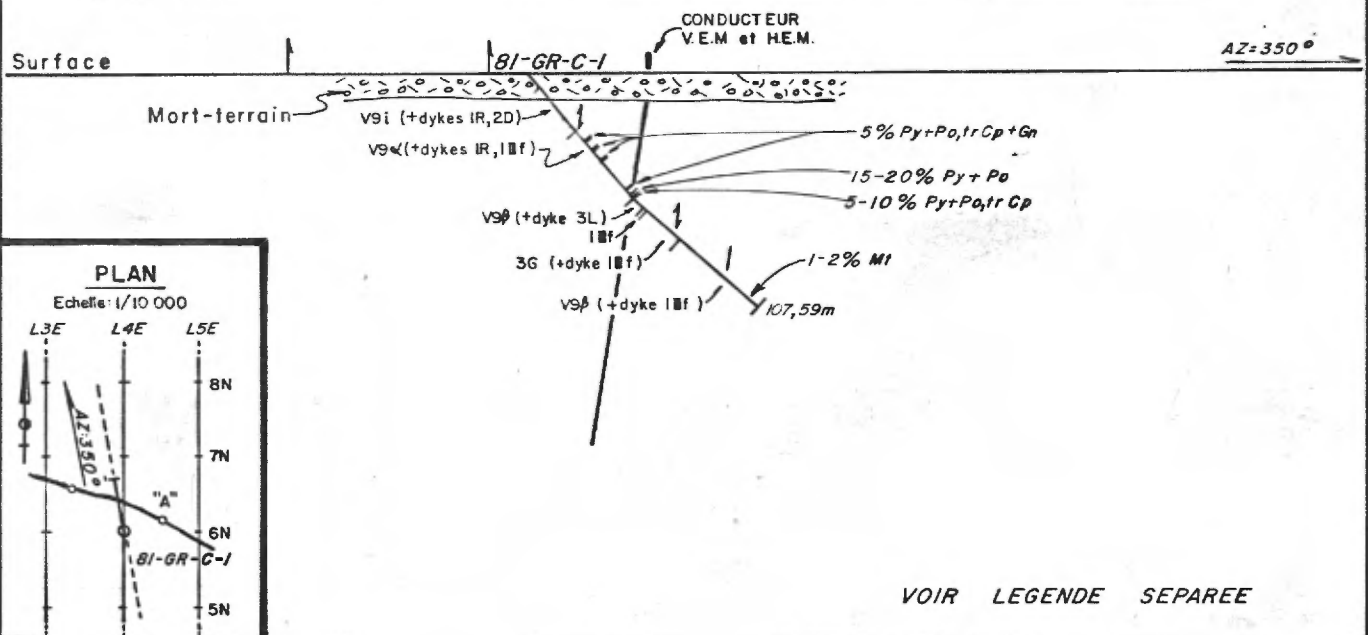 CONDUCTEUR
V.E.M et H.E.M.
AZ=350°
Surface
81-GR-C-1
Mort-terrain
V9i (+dykes IR,2D)
5% Py+Po,tr Cp+Gn
V9α(+dykes IR,IIIf)
15-20% Py + Po
5-10% Py+Po,tr Cp
V9β (+dyke 3L)
IIIf
3G (+dyke IIIf)
1-2% Mt
V9β (+dyke IIIf)
107,59m
PLAN
Echelle: 1/10 000
L3E L4E L5E
8N
AZ:350°
7N
"A"
6N
81-GR-C-1
5N
VOIR LEGENDE SEPAREE